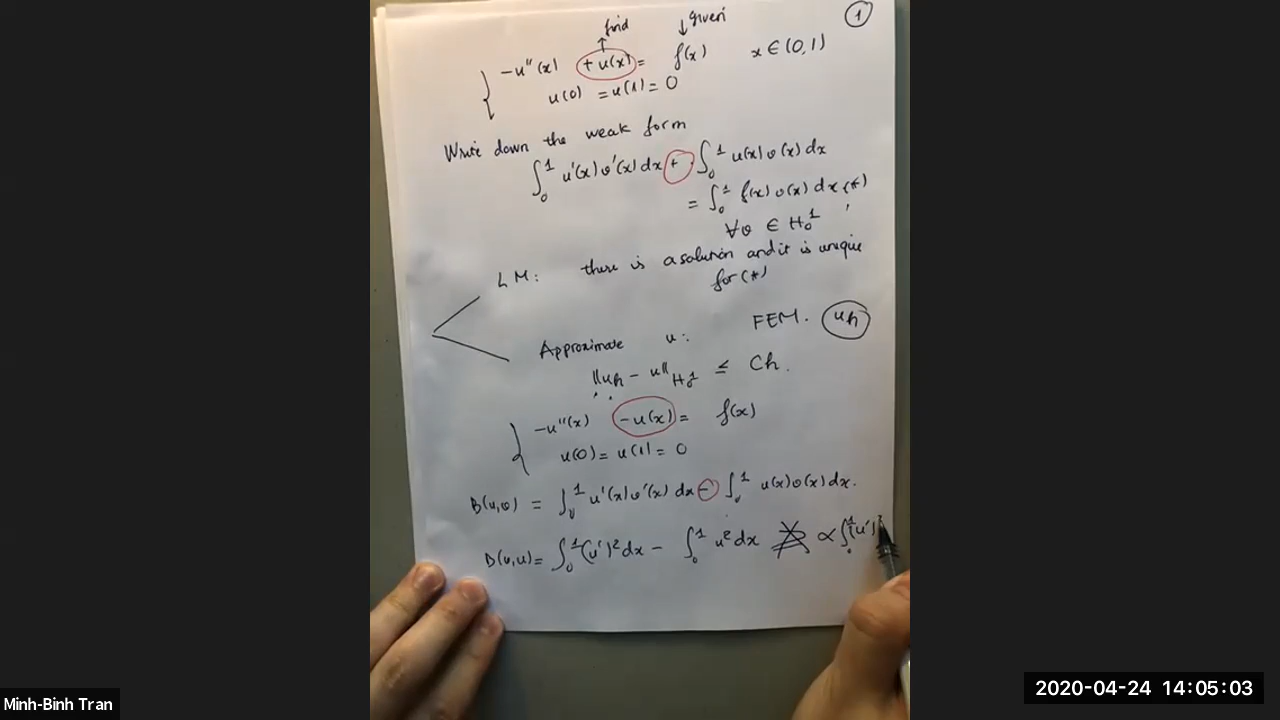 ①
find ↓given
-u''(x) + u(x) = f(x) x ∈ (0,1)
u(0) = u(1) = 0
Write down the weak form
∫₀¹ u'(x)v'(x)dx + ∫₀¹ u(x)v(x)dx
= ∫₀¹ f(x)v(x)dx (*),
∀v ∈ H₀¹
LM: there is a solution and it is unique
for (*)
FEM. uh
Approximate u:
||uh - u||H₀¹ ≤ Ch.
-u''(x) - u(x) = f(x)
u(0) = u(1) = 0
B(u,v) = ∫₀¹ u'(x)v'(x)dx - ∫₀¹ u(x)v(x)dx.
B(u,u) = ∫₀¹ (u')²dx - ∫₀¹ u²dx ∝∫₀¹(u')²
Minh-Binh Tran
2020-04-24 14:05:03